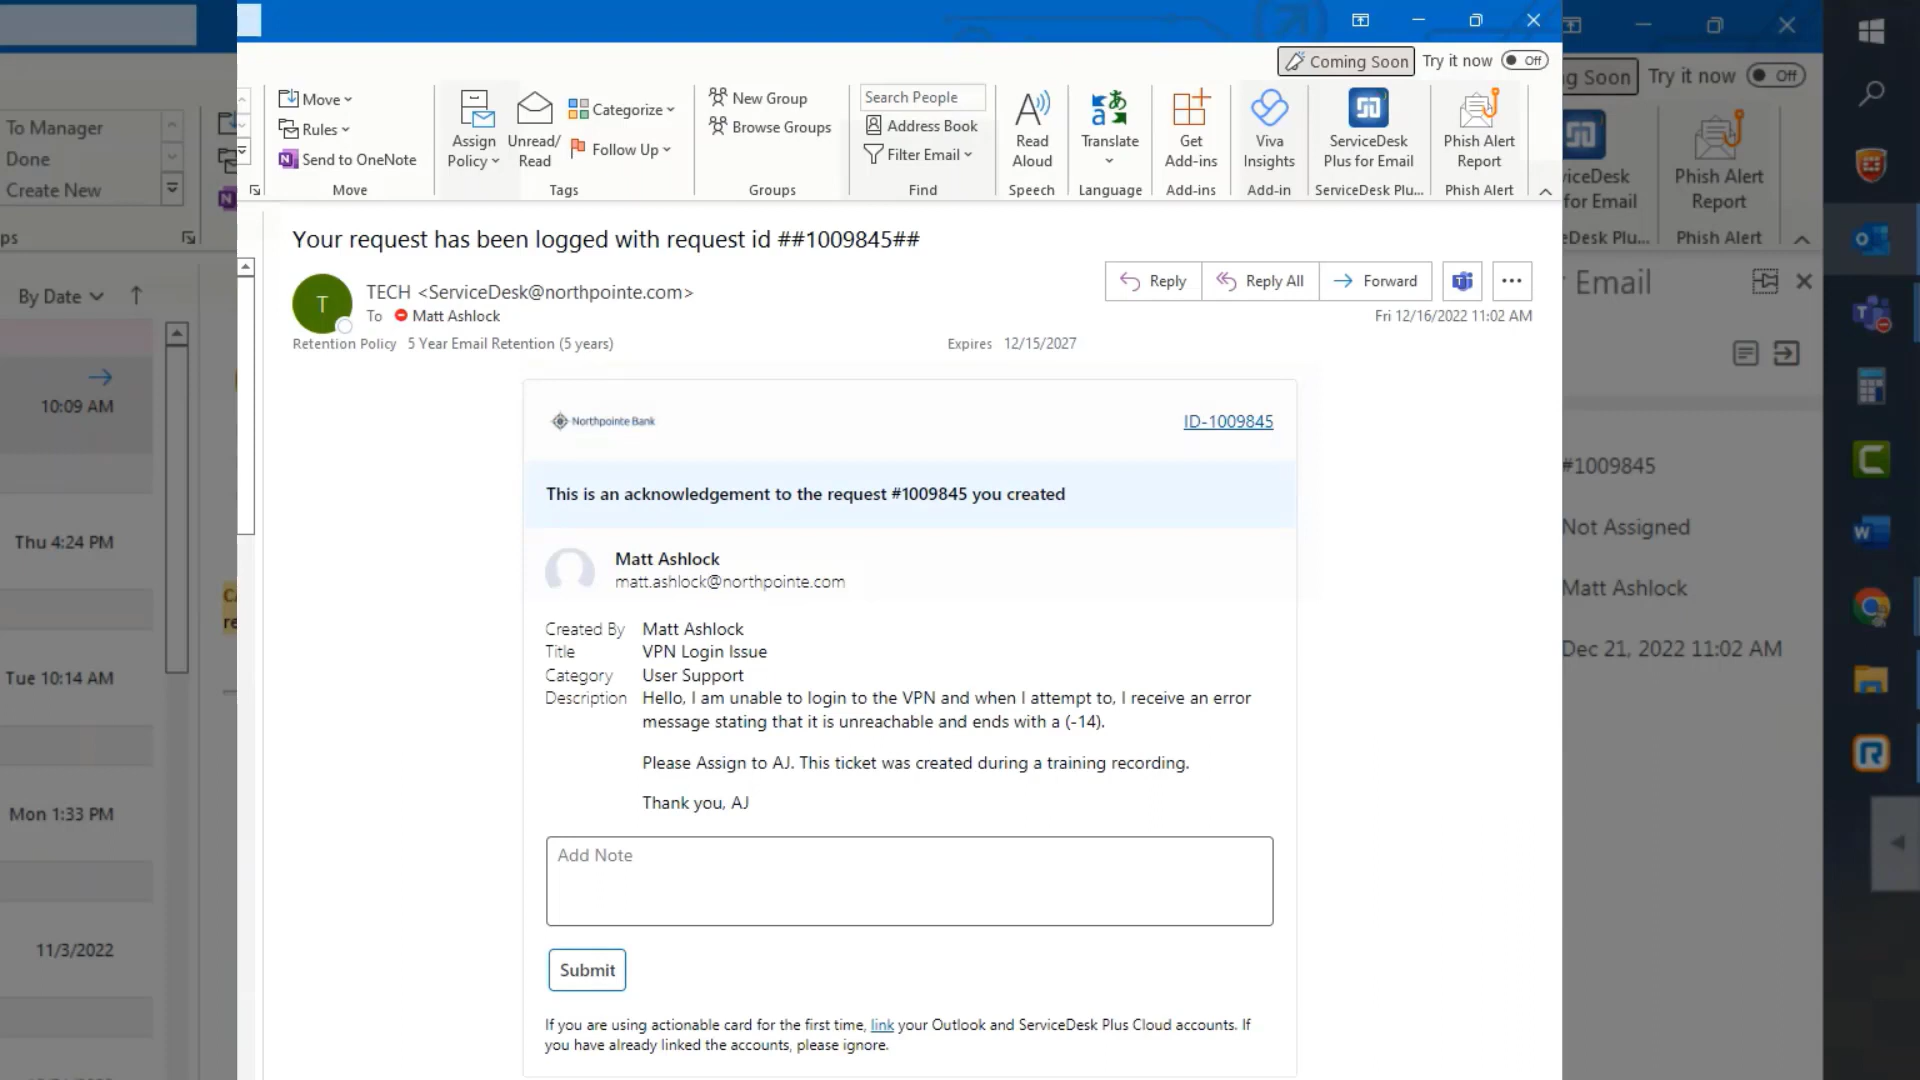 Coming Soon
Try it now
Off
Move
Rules
Send to OneNote
Move
Assign
Policy
Unread/
Read
Categorize
Follow Up
Tags
New Group
Browse Groups
Groups
Search People
Address Book
Filter Email
Find
Read
Aloud
Speech
Translate
Language
Get
Add-ins
Add-ins
Viva
Insights
Add-in
ServiceDesk
Plus for Email
ServiceDesk Plu...
Phish Alert
Report
Phish Alert
To Manager
Done
Create New
ps
By Date
10:09 AM
Thu 4:24 PM
Tue 10:14 AM
Mon 1:33 PM
11/3/2022
Your request has been logged with request id ##1009845##
T
TECH <ServiceDesk@northpointe.com>
To Matt Ashlock
Retention Policy 5 Year Email Retention (5 years)
Expires 12/15/2027
Reply
Reply All
Forward
Fri 12/16/2022 11:02 AM
Northpointe Bank
ID-1009845
This is an acknowledgement to the request #1009845 you created
Matt Ashlock
matt.ashlock@northpointe.com
Created By Matt Ashlock
Title VPN Login Issue
Category User Support
Description Hello, I am unable to login to the VPN and when I attempt to, I receive an error
message stating that it is unreachable and ends with a (-14).
Please Assign to AJ. This ticket was created during a training recording.
Thank you, AJ
Add Note
Submit
If you are using actionable card for the first time, link your Outlook and ServiceDesk Plus Cloud accounts. If
you have already linked the accounts, please ignore.
ng Soon
Try it now
Off
viceDesk
for Email
eDesk Plu...
Phish Alert
Report
Phish Alert
Email
#1009845
Not Assigned
Matt Ashlock
Dec 21, 2022 11:02 AM